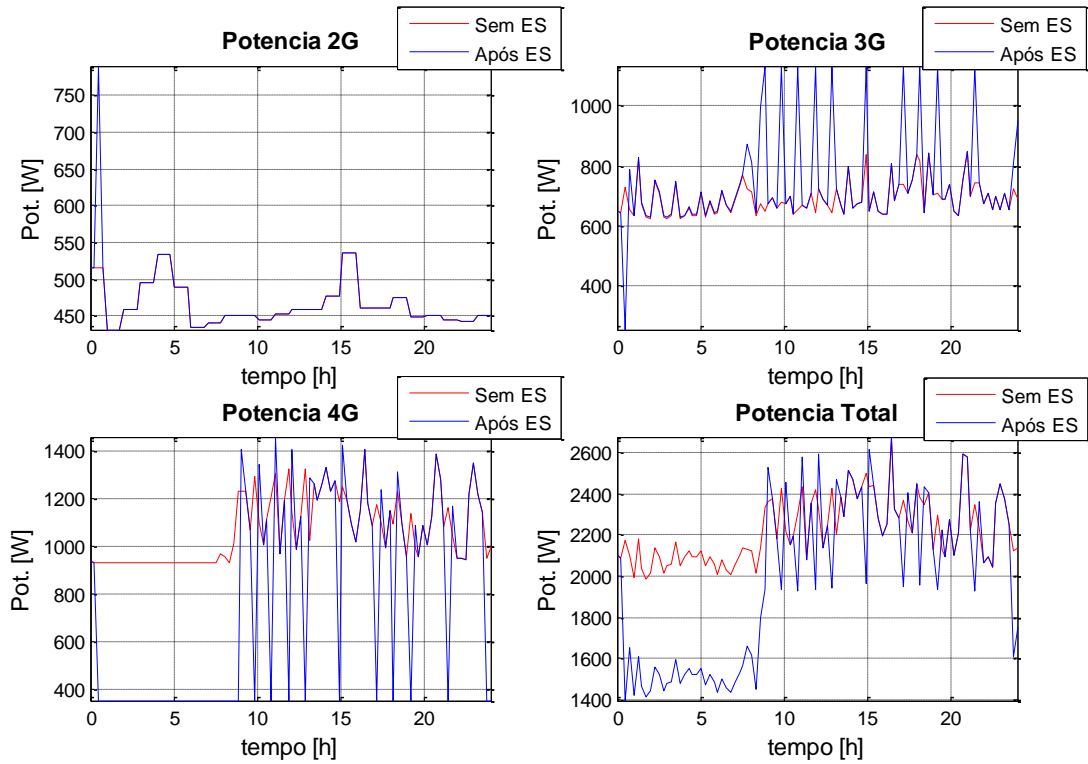 Potencia 2G
Sem ES
Após ES
Pot. [W]
750
700
650
600
550
500
450
0 5 10 15 20
tempo [h]
Potencia 3G
Sem ES
Após ES
Pot. [W]
1000
800
600
400
0 5 10 15 20
tempo [h]
Potencia 4G
Sem ES
Após ES
Pot. [W]
1400
1200
1000
800
600
400
0 5 10 15 20
tempo [h]
Potencia Total
Sem ES
Após ES
Pot. [W]
2600
2400
2200
2000
1800
1600
1400
0 5 10 15 20
tempo [h]